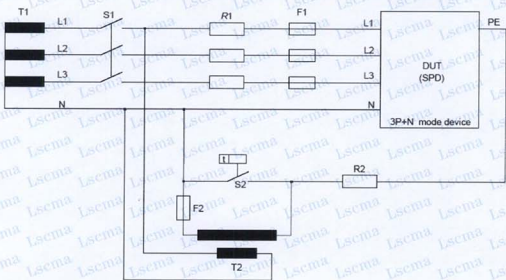 T1
L1
S1
R1
F1
L1
PE
L2
L2
DUT
(SPD)
L3
L3
N
N
3P+N mode device
t
S2
R2
F2
T2
Lscma